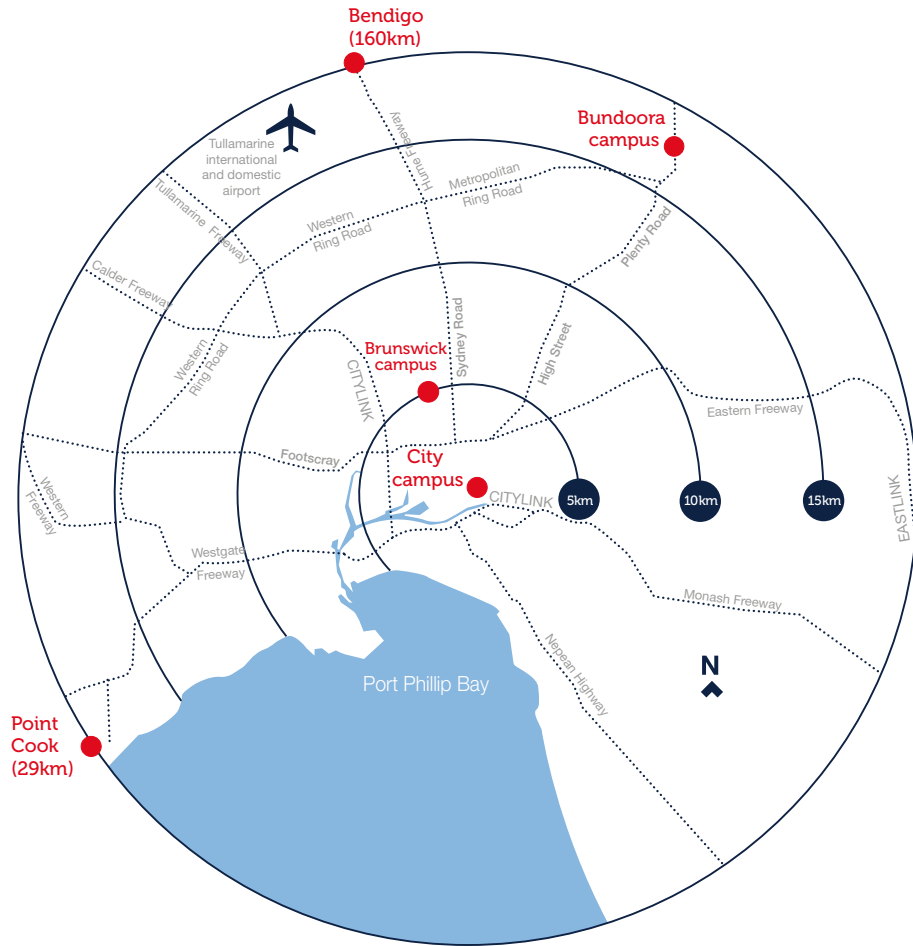 Bendigo
(160km)
Bundoora
campus
Tullamarine
international
and domestic
airport
Hume Freeway
Tullamarine Freeway
Metropolitan
Ring Road
Western
Ring Road
Plenty Road
Calder Freeway
Western
Ring Road
Brunswick
campus
CITYLINK
Sydney Road
High Street
Eastern Freeway
Footscray
City
campus
CITYLINK
5km
10km
15km
EASTLINK
Western
Freeway
Westgate
Freeway
Monash Freeway
Nepean Highway
N
Port Phillip Bay
Point
Cook
(29km)